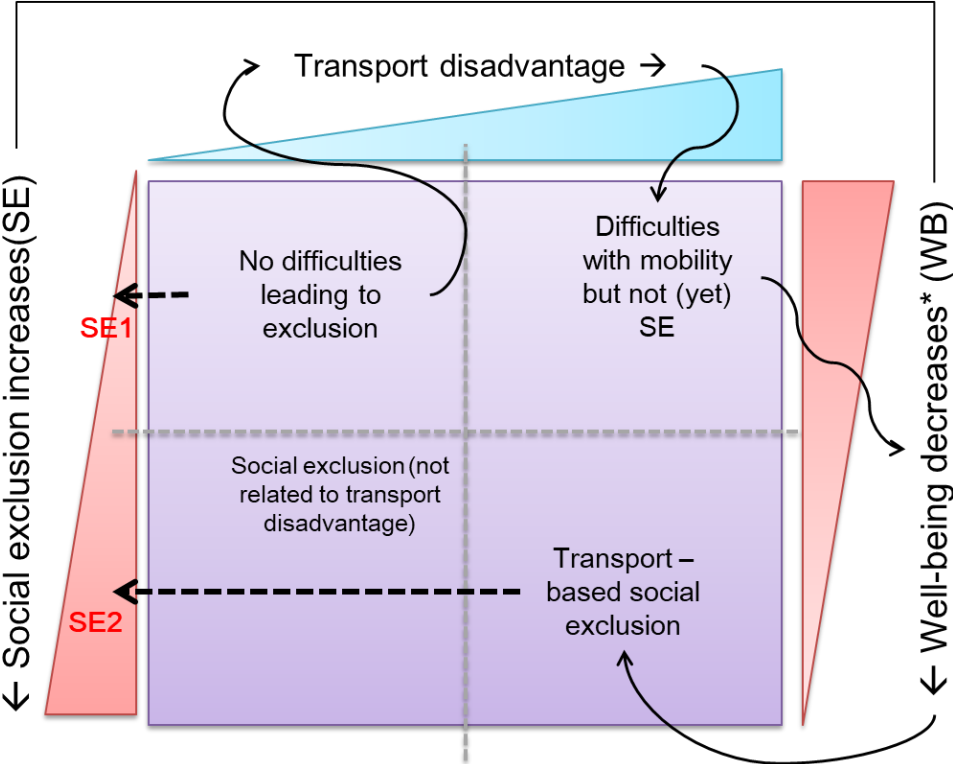 Transport disadvantage →
← Social exclusion increases(SE)
← Well-being decreases* (WB)
No difficulties
leading to
exclusion
Difficulties
with mobility
but not (yet)
SE
SE1
Social exclusion (not
related to transport
disadvantage)
Transport –
based social
exclusion
SE2